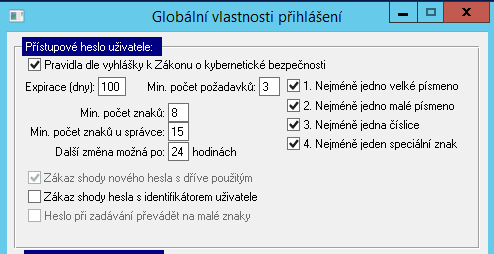 Globální vlastnosti přihlášení
Přístupové heslo uživatele:
Pravidla dle vyhlášky k Zákonu o kybernetické bezpečnosti
Expirace (dny): 100 Min. počet požadavků: 3
1. Nejméně jedno velké písmeno
2. Nejméně jedno malé písmeno
3. Nejméně jedna číslice
4. Nejméně jeden speciální znak
Min. počet znaků: 8
Min. počet znaků u správce: 15
Další změna možná po: 24 hodinách
Zákaz shody nového hesla s dříve použitým
Zákaz shody hesla s identifikátorem uživatele
Heslo při zadávání převádět na malé znaky